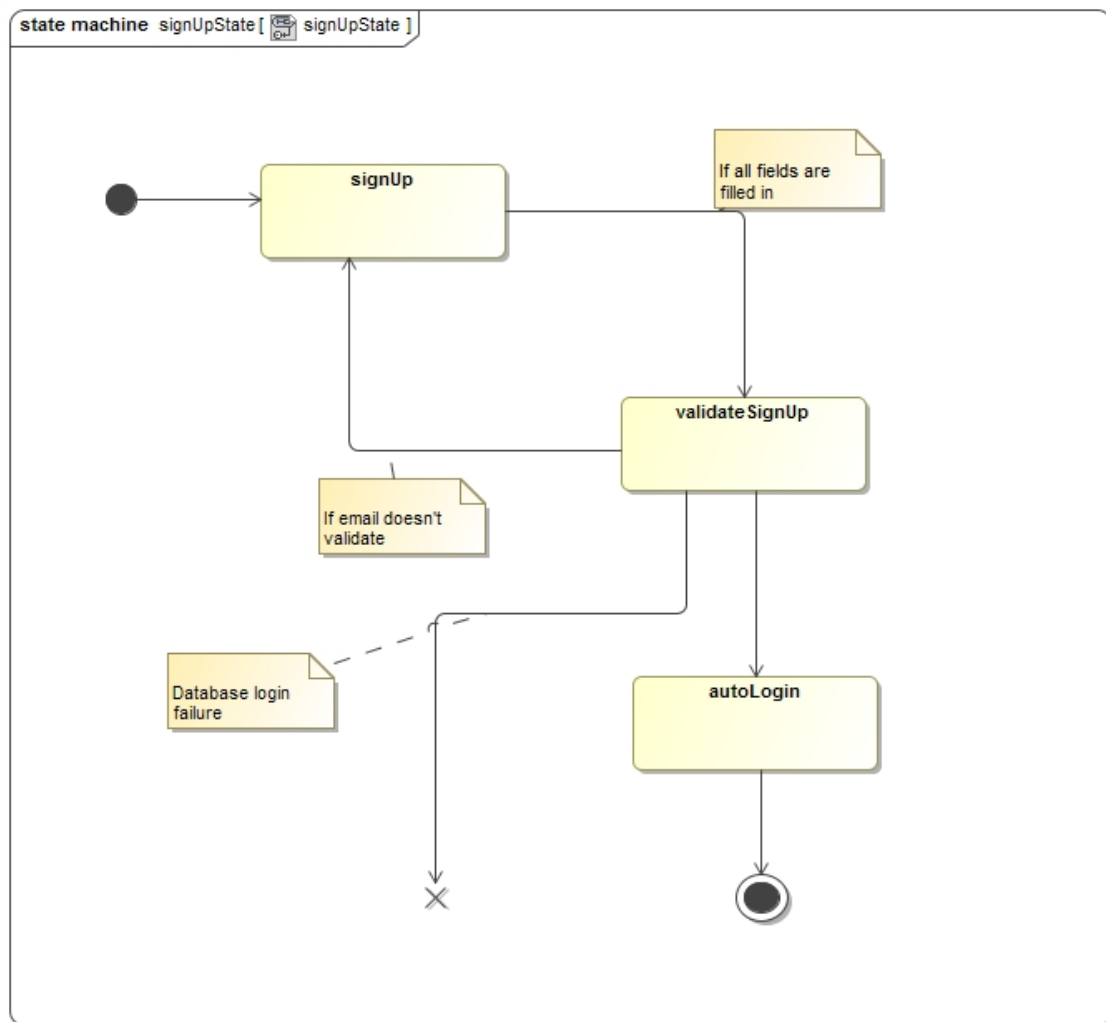 state machine signUpState [ signUpState ]
signUp
If all fields are
filled in
validateSignUp
If email doesn't
validate
Database login
failure
autoLogin